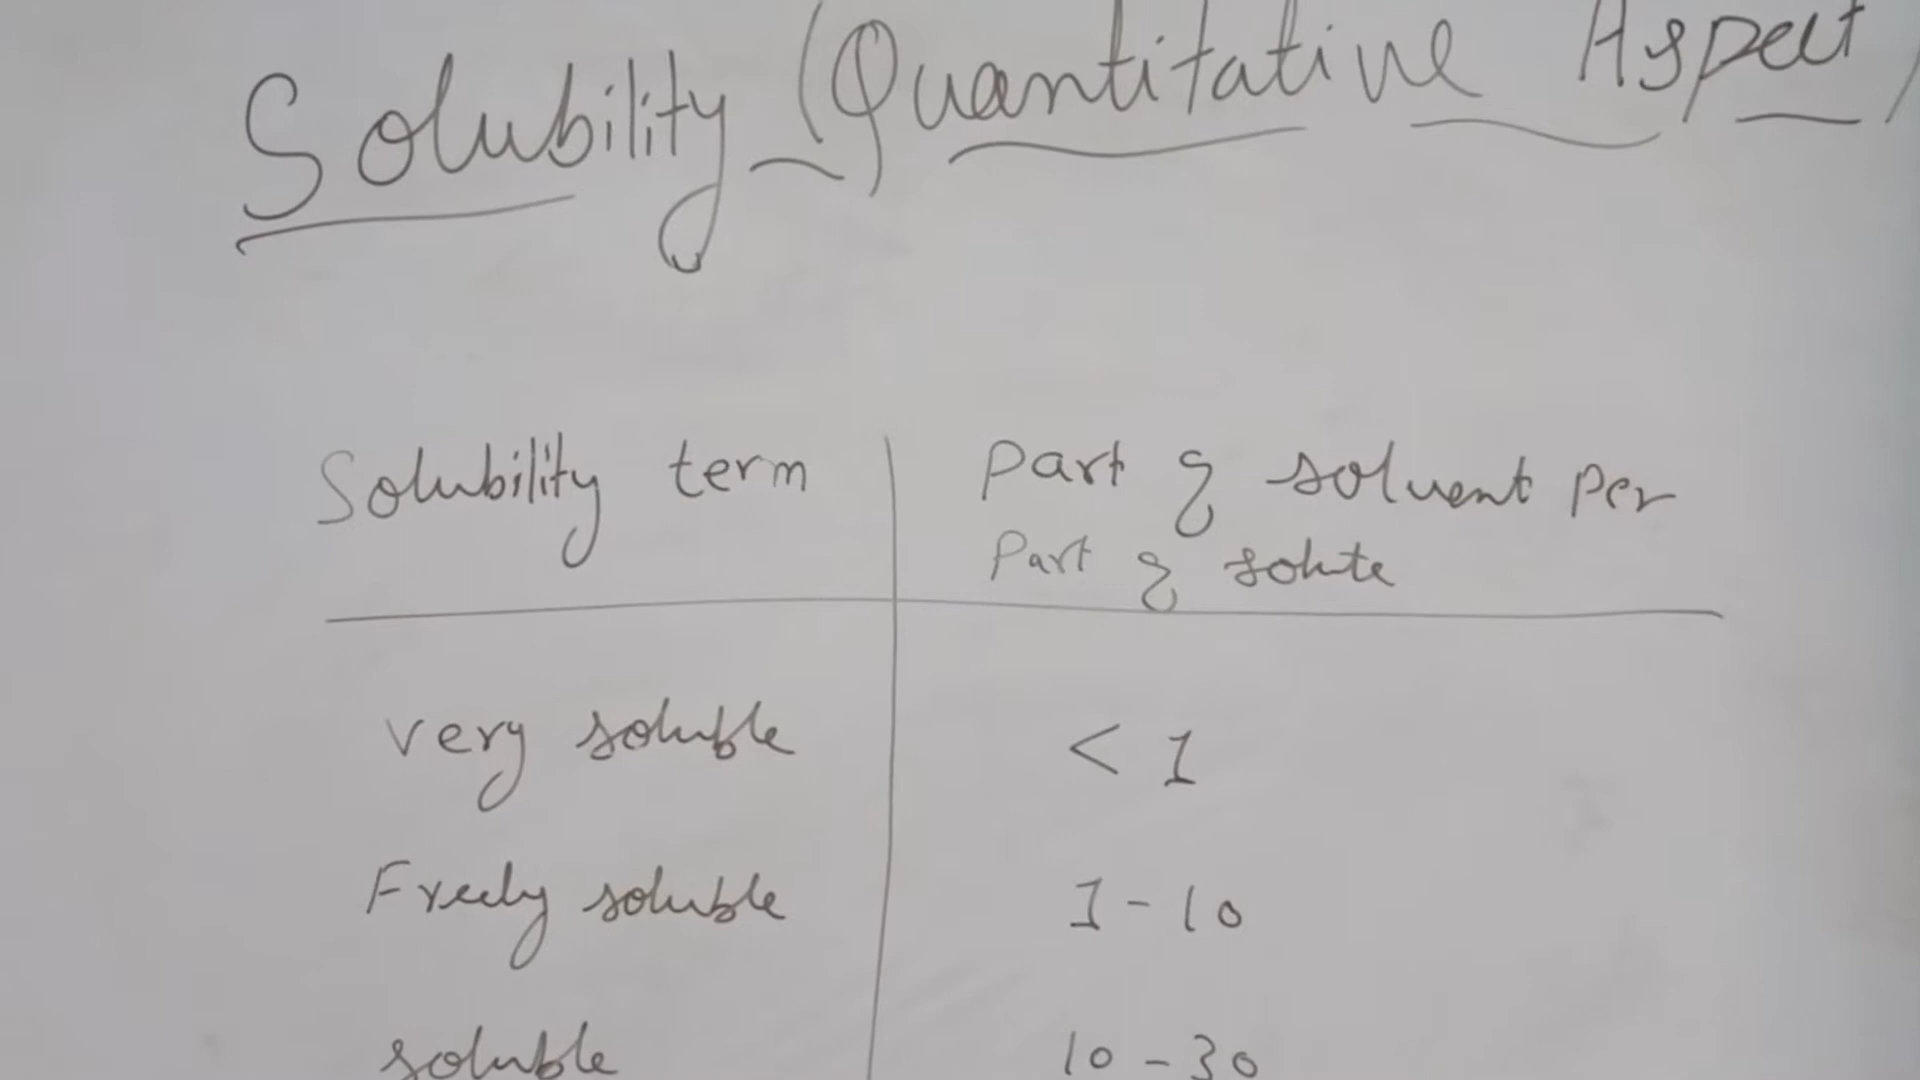 Solubility (Quantitative Aspect)
Solubility term
Part of solvent per
Part of solute
very soluble
< 1
Freely soluble
1 - 10
soluble
10 - 30